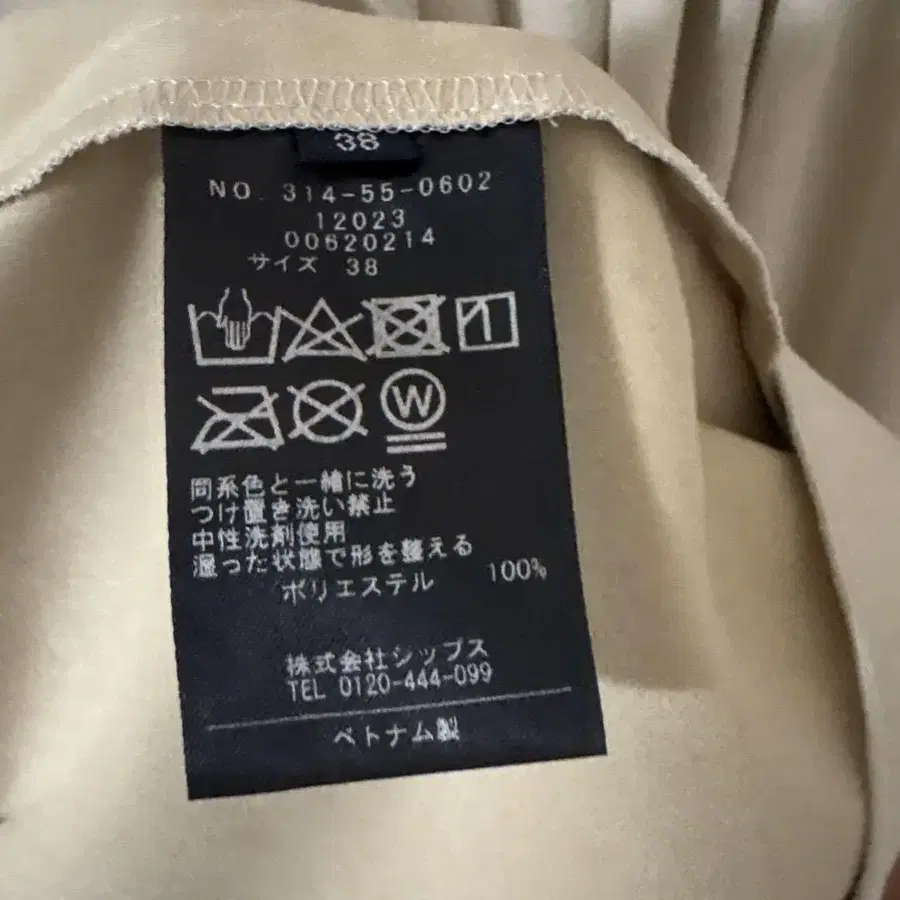 38
NO. 314-55-0602
12023
00620214
サイズ 38
W
同系色と一緒に洗う
つけ置き洗い禁止
中性洗剤使用
湿った状態で形を整える
ポリエステル 100%
株式会社シップス
TEL 0120-444-099
ベトナム製